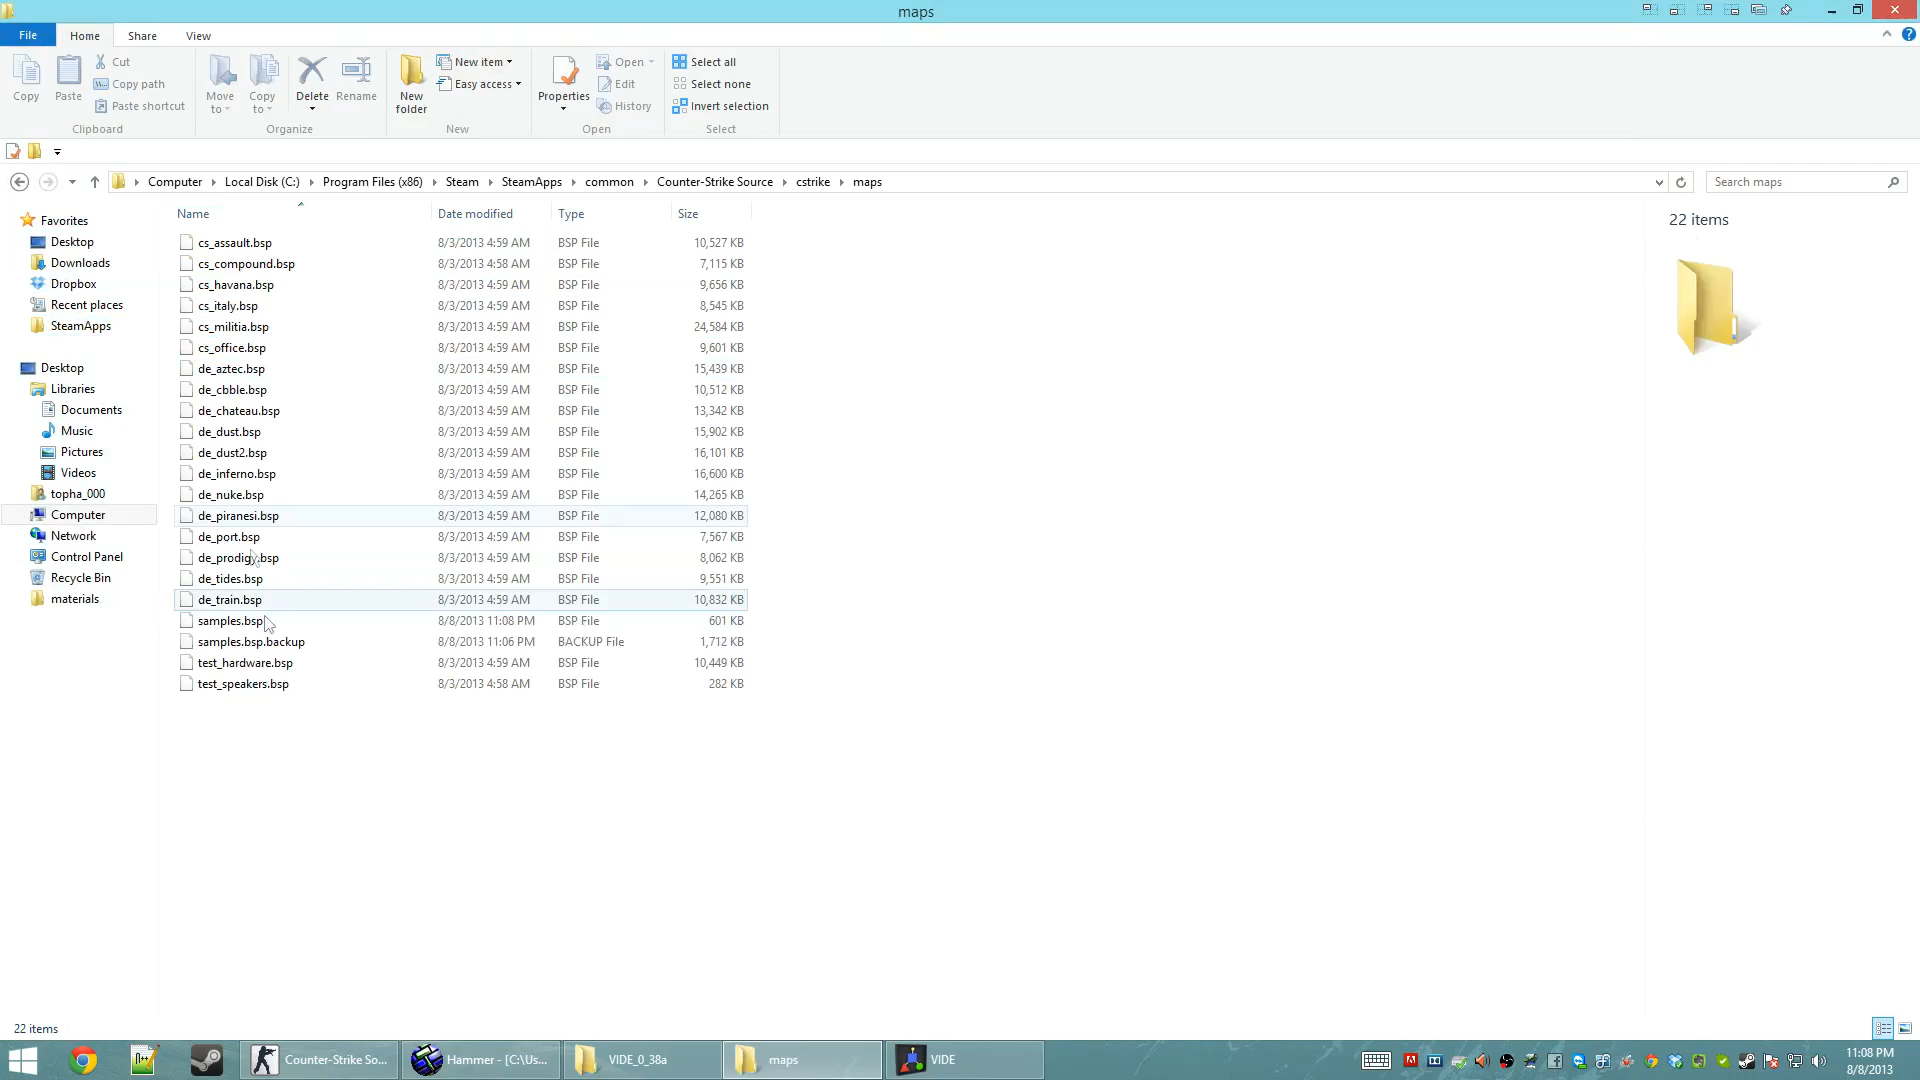 maps
File Home Share View
Copy
Paste
Cut
Copy path
Paste shortcut
Clipboard
Move to
Copy to
Delete
Rename
Organize
New folder
New item
Easy access
New
Properties
Open
Edit
History
Open
Select all
Select none
Invert selection
Select
Computer Local Disk (C:) Program Files (x86) Steam SteamApps common Counter-Strike Source cstrike maps
Search maps
Favorites
Desktop
Downloads
Dropbox
Recent places
SteamApps
Desktop
Libraries
Documents
Music
Pictures
Videos
topha_000
Computer
Network
Control Panel
Recycle Bin
materials
Name Date modified Type Size
cs_assault.bsp 8/3/2013 4:59 AM BSP File 10,527 KB
cs_compound.bsp 8/3/2013 4:58 AM BSP File 7,115 KB
cs_havana.bsp 8/3/2013 4:59 AM BSP File 9,656 KB
cs_italy.bsp 8/3/2013 4:59 AM BSP File 8,545 KB
cs_militia.bsp 8/3/2013 4:59 AM BSP File 24,584 KB
cs_office.bsp 8/3/2013 4:59 AM BSP File 9,601 KB
de_aztec.bsp 8/3/2013 4:59 AM BSP File 15,439 KB
de_cbble.bsp 8/3/2013 4:59 AM BSP File 10,512 KB
de_chateau.bsp 8/3/2013 4:59 AM BSP File 13,342 KB
de_dust.bsp 8/3/2013 4:59 AM BSP File 15,902 KB
de_dust2.bsp 8/3/2013 4:59 AM BSP File 16,101 KB
de_inferno.bsp 8/3/2013 4:59 AM BSP File 16,600 KB
de_nuke.bsp 8/3/2013 4:59 AM BSP File 14,265 KB
de_piranesi.bsp 8/3/2013 4:59 AM BSP File 12,080 KB
de_port.bsp 8/3/2013 4:59 AM BSP File 7,567 KB
de_prodigy.bsp 8/3/2013 4:59 AM BSP File 8,062 KB
de_tides.bsp 8/3/2013 4:59 AM BSP File 9,551 KB
de_train.bsp 8/3/2013 4:59 AM BSP File 10,832 KB
samples.bsp 8/8/2013 11:08 PM BSP File 601 KB
samples.bsp.backup 8/8/2013 11:06 PM BACKUP File 1,712 KB
test_hardware.bsp 8/3/2013 4:59 AM BSP File 10,449 KB
test_speakers.bsp 8/3/2013 4:58 AM BSP File 282 KB
22 items
22 items
Counter-Strike So...
Hammer - [C:\Us...
VIDE_0_38a
maps
VIDE
11:08 PM
8/8/2013